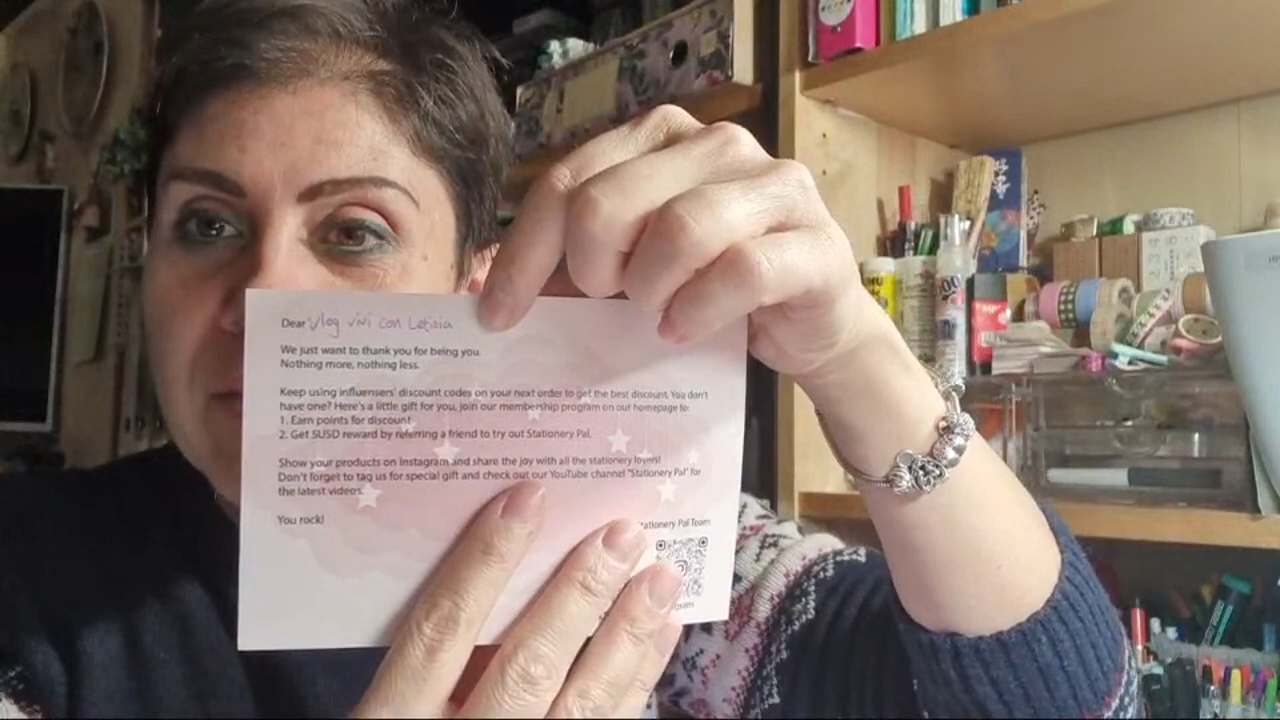 Dear Vlog vivi con Letizia
We just want to thank you for being you.
Nothing more, nothing less.
Keep using influensers' discount codes on your next order to get the best discount. You don't
have one? Here's a little gift for you. Join our membership program on our homepage to:
1. Earn points for discount
2. Get 5USD reward by referring a friend to try out Stationery Pal.
Show your products on Instagram and share the joy with all the stationery lovers!
Don't forget to tag us for special gift and check out our YouTube channel "Stationery Pal" for
the latest videos.
You rock!
Pal Team